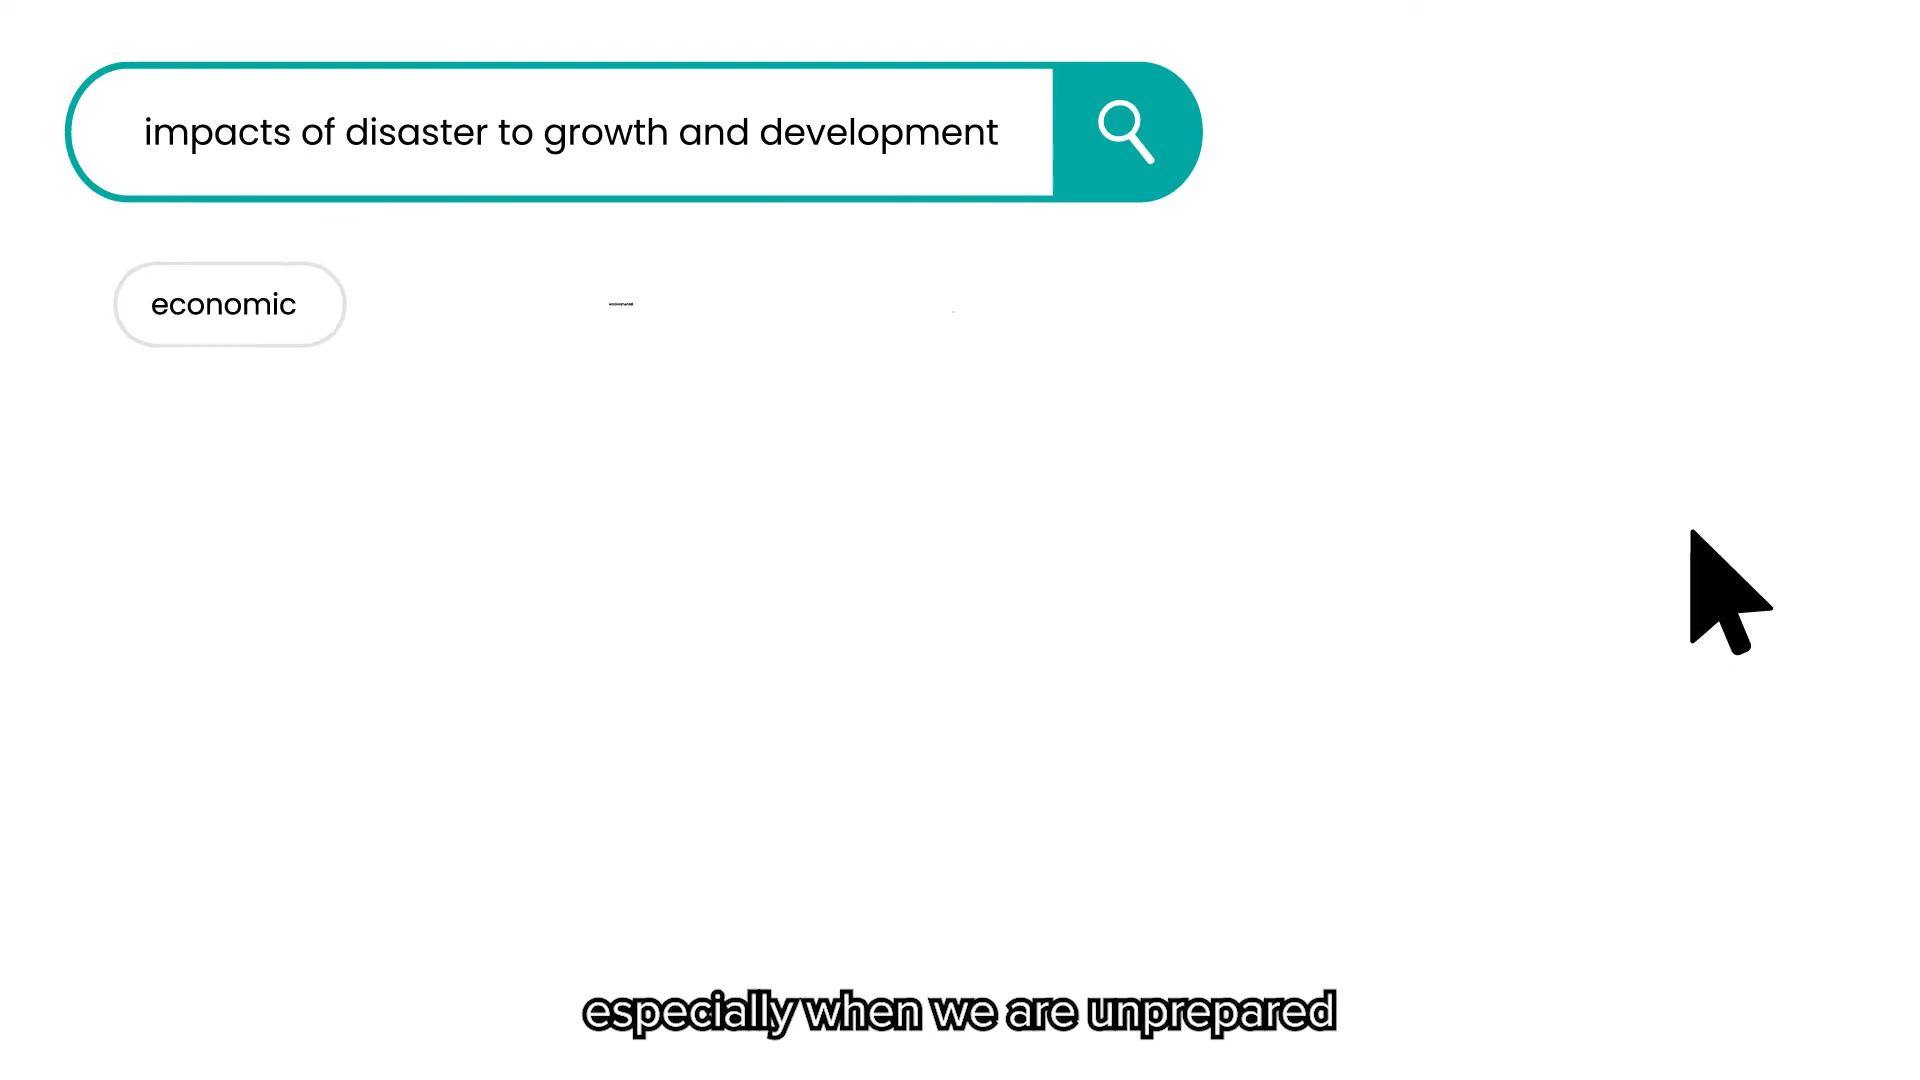 impacts of disaster to growth and development
economic
especially when we are unprepared